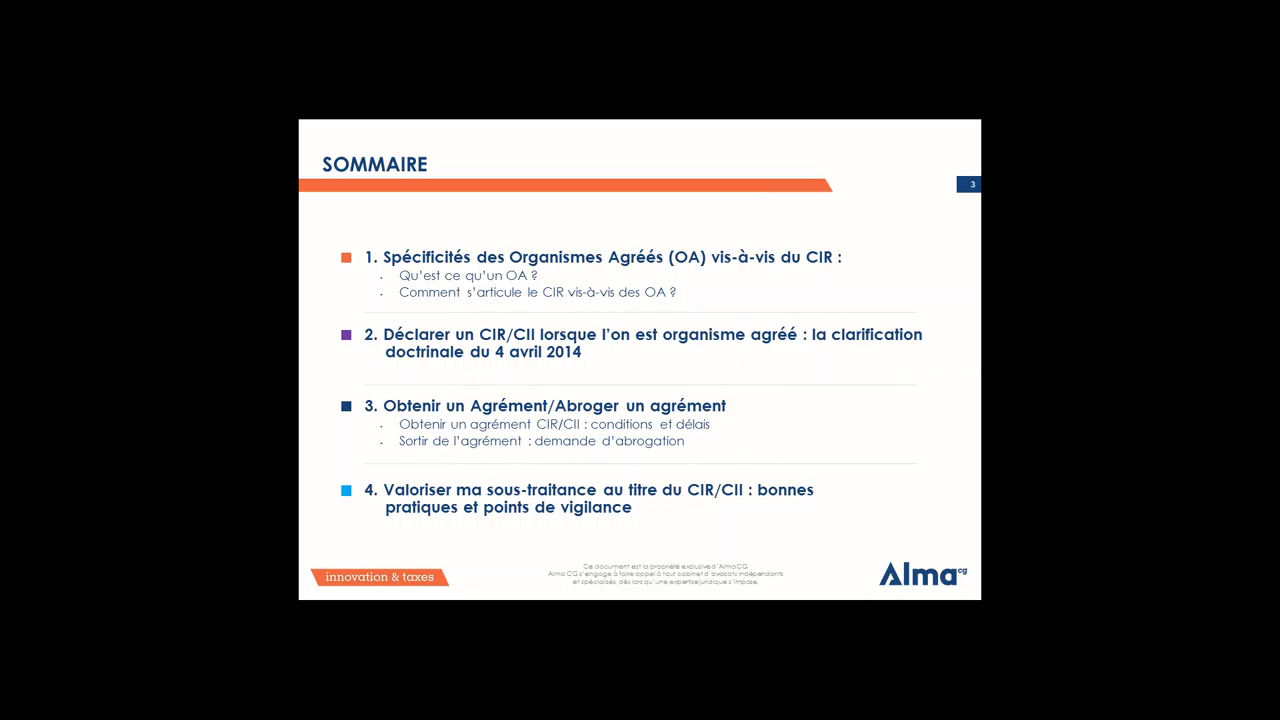 SOMMAIRE
3
1. Spécificités des Organismes Agréés (OA) vis-à-vis du CIR :
Qu'est ce qu'un OA ?
Comment s'articule le CIR vis-à-vis des OA ?
2. Déclarer un CIR/CII lorsque l'on est organisme agréé : la clarification
doctrinale du 4 avril 2014
3. Obtenir un Agrément/Abroger un agrément
Obtenir un agrément CIR/CII : conditions et délais
Sortir de l'agrément : demande d'abrogation
4. Valoriser ma sous-traitance au titre du CIR/CII : bonnes
pratiques et points de vigilance
innovation & taxes
Ce document est la propriété exclusive d'Alma CG
Alma CG s'engage à faire appel à tout cabinet d'avocats indépendants
et spécialisés, dès lors qu'une expertise juridique s'impose.
Alma cg